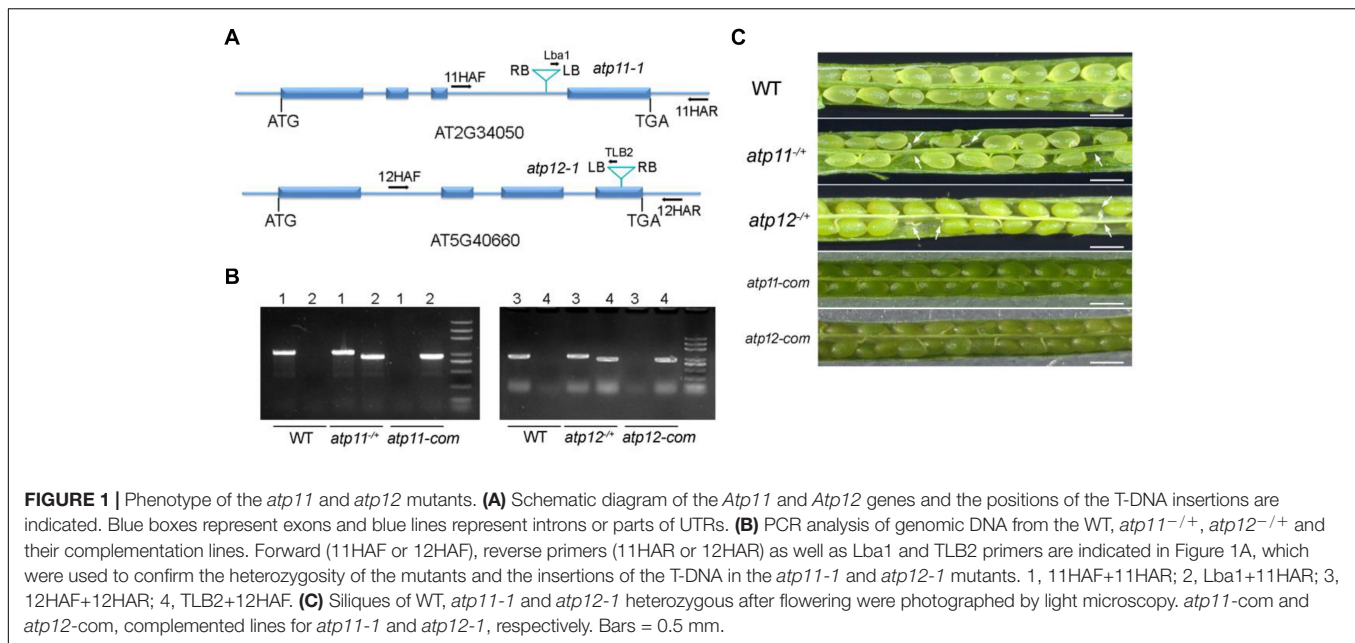 A
Lba1
11HAF
RB
LB
atp11-1
11HAR
ATG
TGA
AT2G34050
TLB2
atp12-1
12HAF
LB
RB
12HAR
ATG
TGA
AT5G40660
B
1 2 1 2 1 2
3 4 3 4 3 4
WT atp11-/+ atp11-com
WT atp12-/+ atp12-com
C
WT
atp11-/+
atp12-/+
atp11-com
atp12-com
FIGURE 1 | Phenotype of the atp11 and atp12 mutants. (A) Schematic diagram of the Atp11 and Atp12 genes and the positions of the T-DNA insertions are
indicated. Blue boxes represent exons and blue lines represent introns or parts of UTRs. (B) PCR analysis of genomic DNA from the WT, atp11−/+, atp12−/+ and
their complementation lines. Forward (11HAF or 12HAF), reverse primers (11HAR or 12HAR) as well as Lba1 and TLB2 primers are indicated in Figure 1A, which
were used to confirm the heterozygosity of the mutants and the insertions of the T-DNA in the atp11-1 and atp12-1 mutants. 1, 11HAF+11HAR; 2, Lba1+11HAR; 3,
12HAF+12HAR; 4, TLB2+12HAF. (C) Siliques of WT, atp11-1 and atp12-1 heterozygous after flowering were photographed by light microscopy. atp11-com and
atp12-com, complemented lines for atp11-1 and atp12-1, respectively. Bars = 0.5 mm.